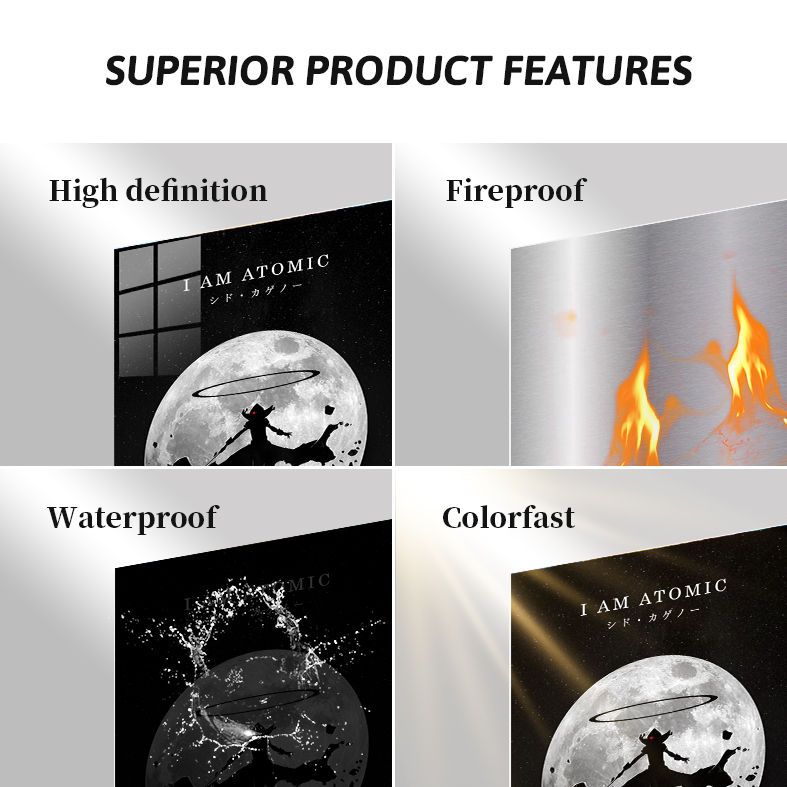 SUPERIOR PRODUCT FEATURES
High definition
I AM ATOMIC
シド・カゲノー
Fireproof
Waterproof
MIC
Colorfast
I AM ATOMIC
シド・カゲノー